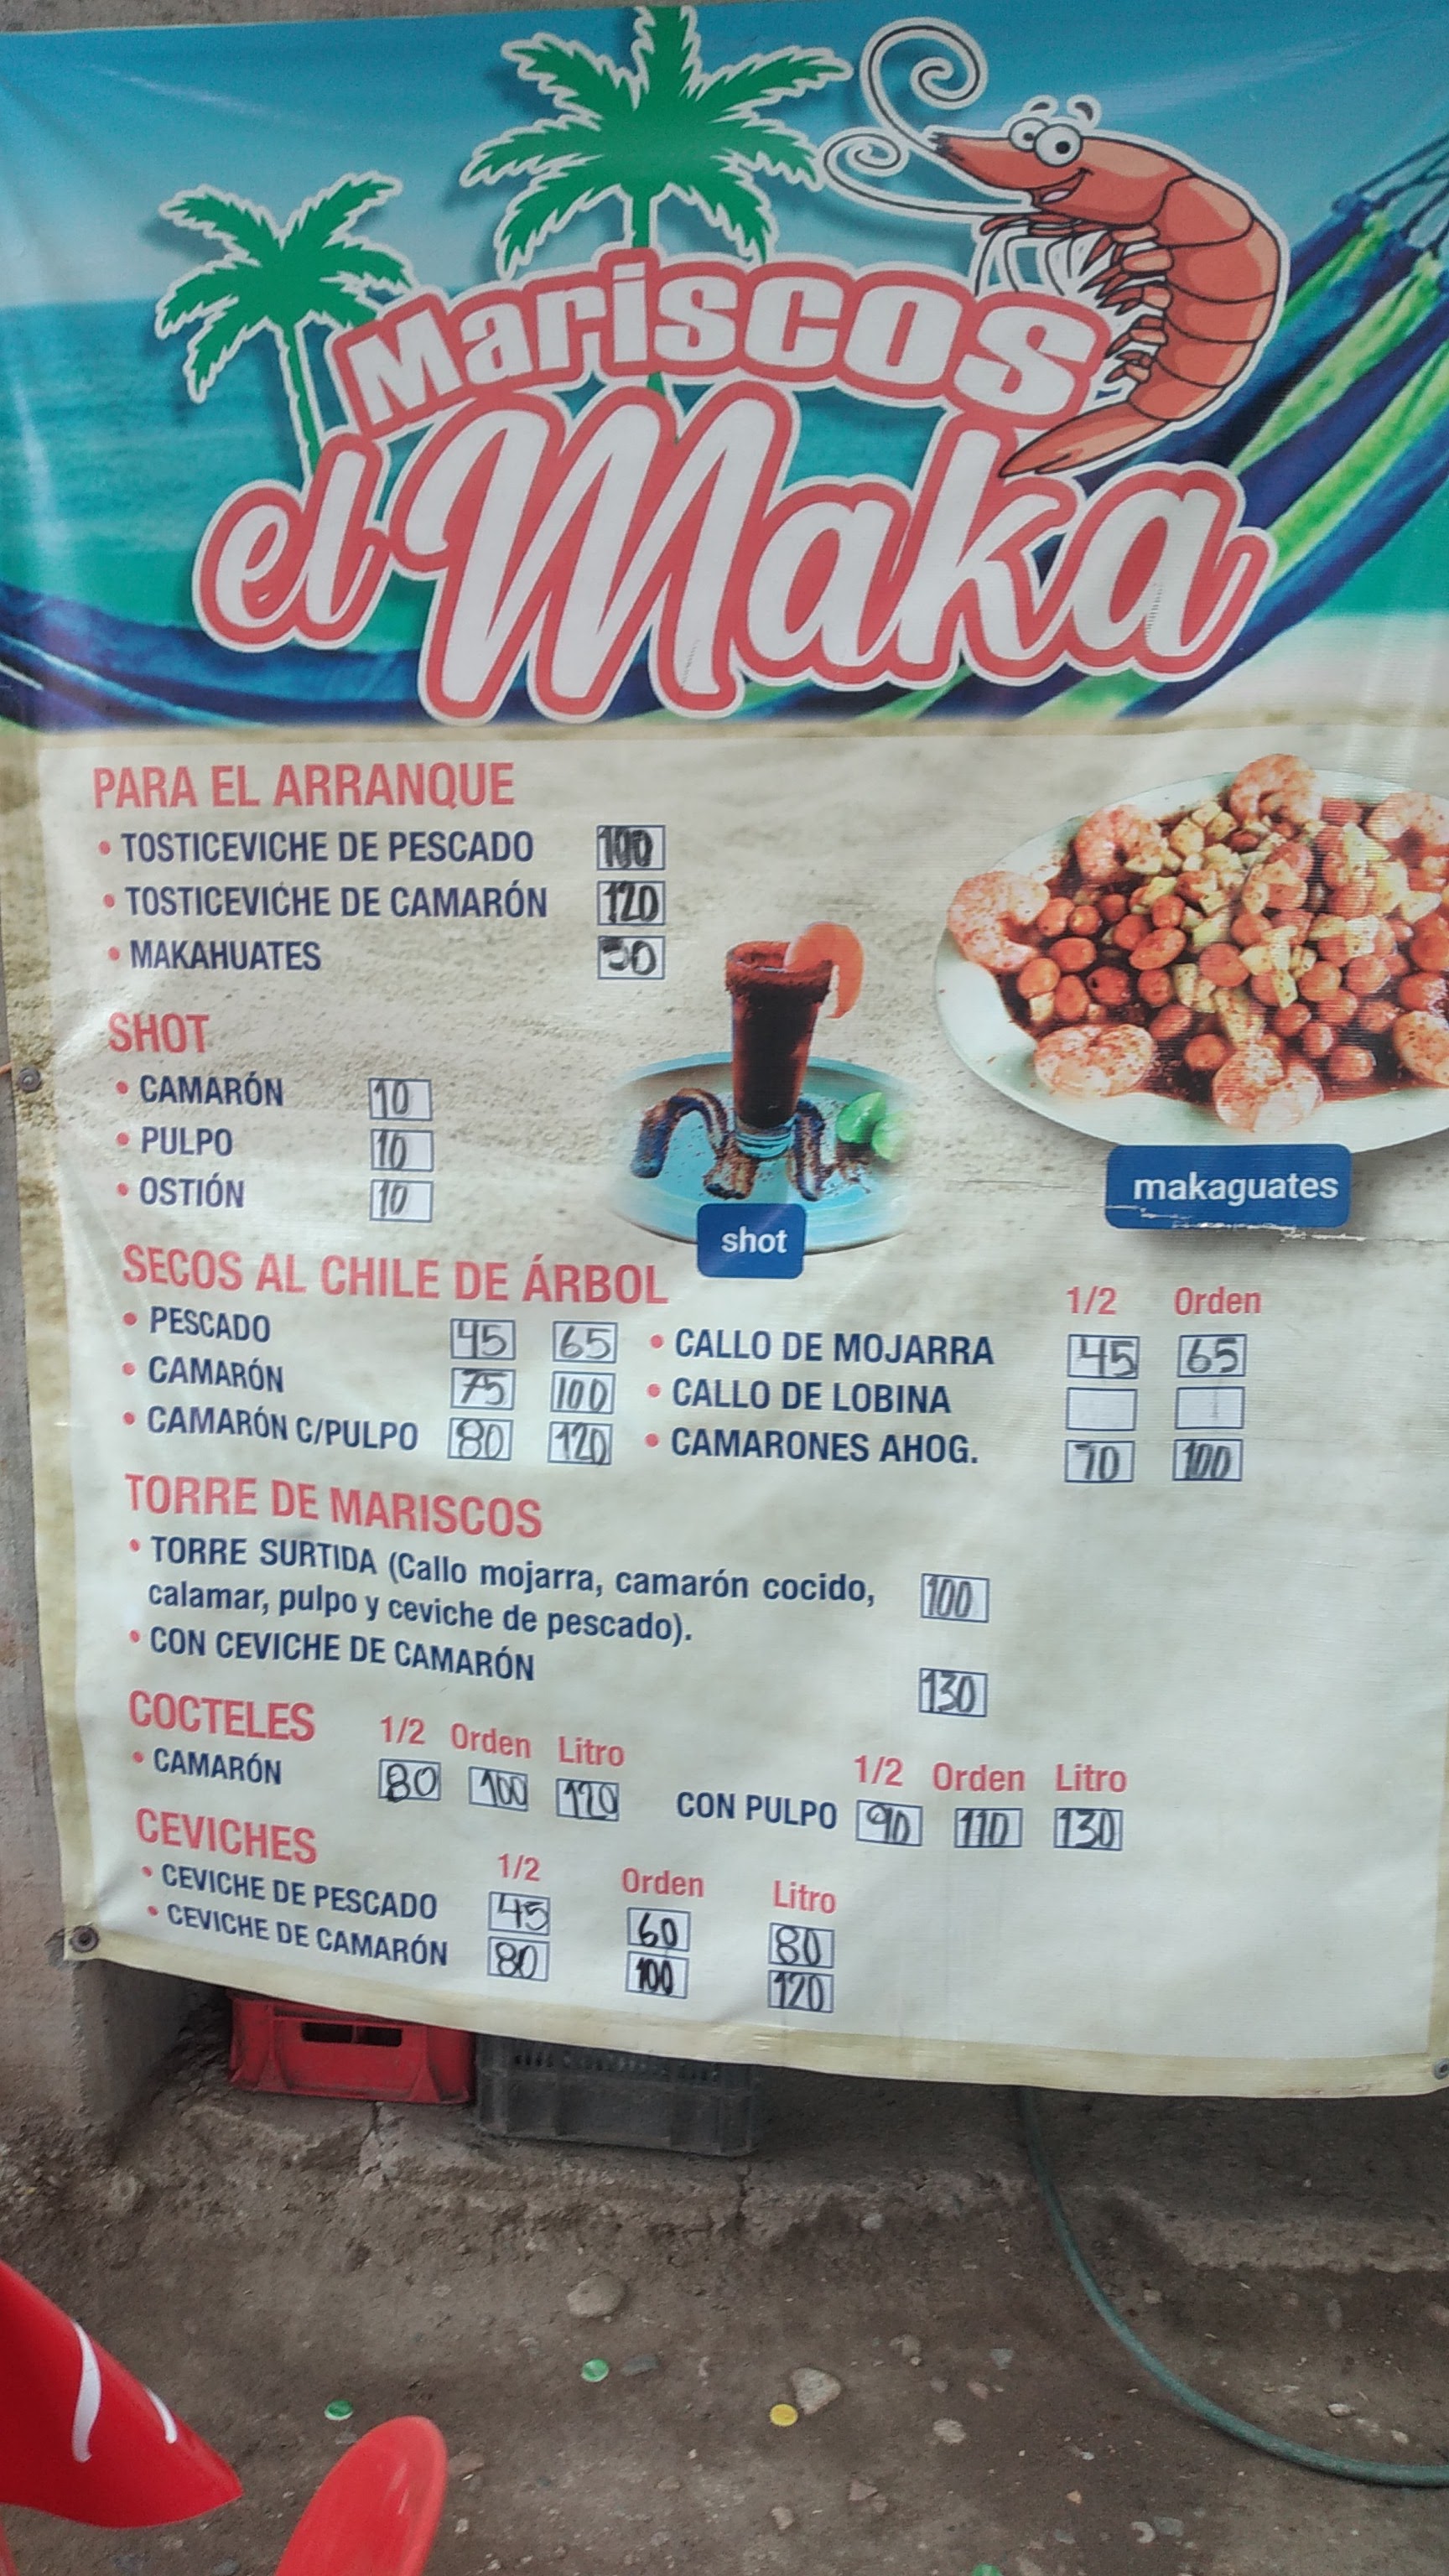 Mariscos
el Maka
PARA EL ARRANQUE
• TOSTICEVICHE DE PESCADO 100
• TOSTICEVICHE DE CAMARÓN 120
• MAKAHUATES 50
SHOT
• CAMARÓN 10
• PULPO 10
• OSTIÓN 10
shot
makaguates
SECOS AL CHILE DE ÁRBOL
1/2 Orden
• PESCADO 45 65 • CALLO DE MOJARRA 45 65
• CAMARÓN 75 100 • CALLO DE LOBINA
• CAMARÓN C/PULPO 80 120 • CAMARONES AHOG. 70 100
TORRE DE MARISCOS
• TORRE SURTIDA (Callo mojarra, camarón cocido, 100
calamar, pulpo y ceviche de pescado).
• CON CEVICHE DE CAMARÓN 130
COCTELES 1/2 Orden Litro 1/2 Orden Litro
• CAMARÓN 80 100 120 CON PULPO 90 110 130
CEVICHES 1/2 Orden Litro
• CEVICHE DE PESCADO 45 60 80
• CEVICHE DE CAMARÓN 80 100 120